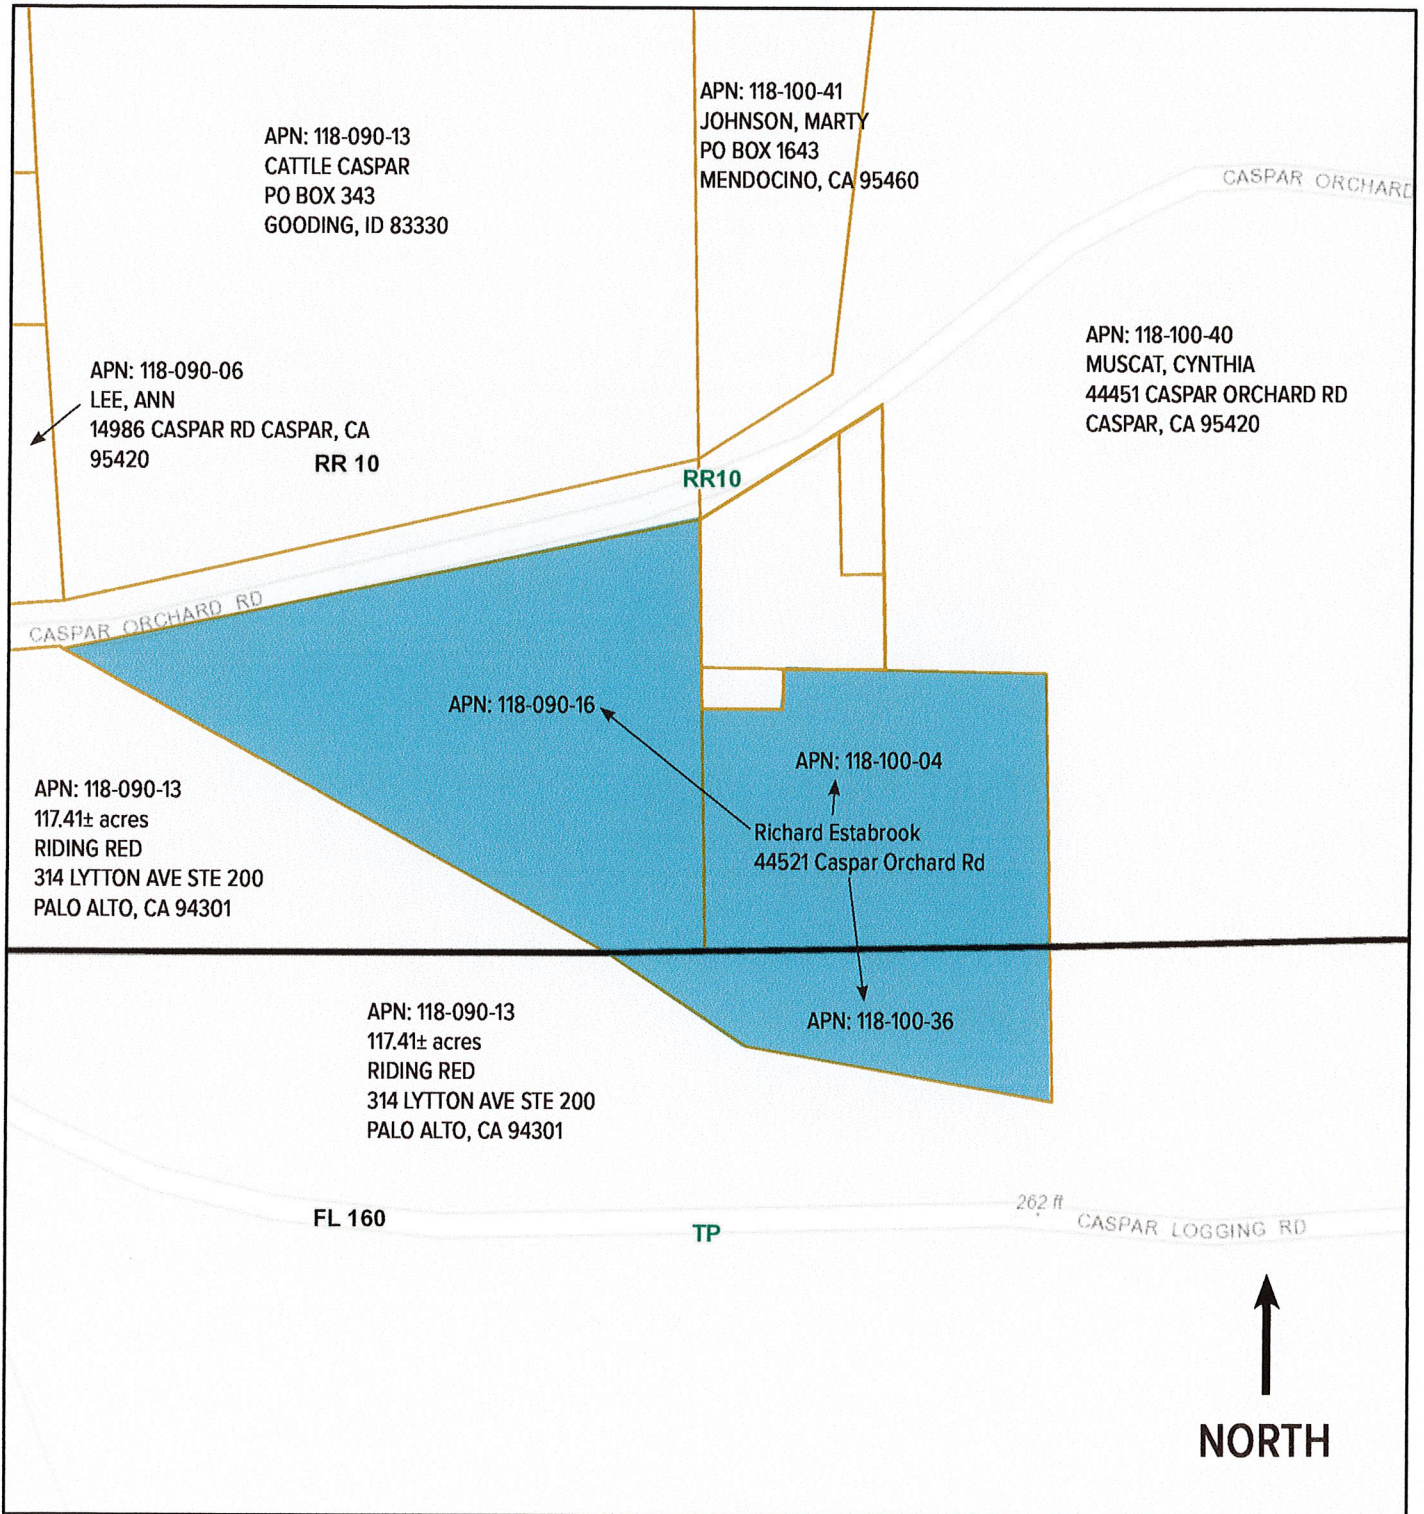 APN: 118-100-41
JOHNSON, MARTY
PO BOX 1643
MENDOCINO, CA 95460
APN: 118-090-13
CATTLE CASPAR
PO BOX 343
GOODING, ID 83330
CASPAR ORCHARD
APN: 118-100-40
MUSCAT, CYNTHIA
44451 CASPAR ORCHARD RD
CASPAR, CA 95420
APN: 118-090-06
LEE, ANN
14986 CASPAR RD CASPAR, CA
95420
RR 10
RR10
CASPAR ORCHARD RD
APN: 118-090-16
APN: 118-100-04
Richard Estabrook
44521 Caspar Orchard Rd
APN: 118-090-13
117.41± acres
RIDING RED
314 LYTTON AVE STE 200
PALO ALTO, CA 94301
APN: 118-100-36
APN: 118-090-13
117.41± acres
RIDING RED
314 LYTTON AVE STE 200
PALO ALTO, CA 94301
FL 160
TP
262 ft
CASPAR LOGGING RD
NORTH